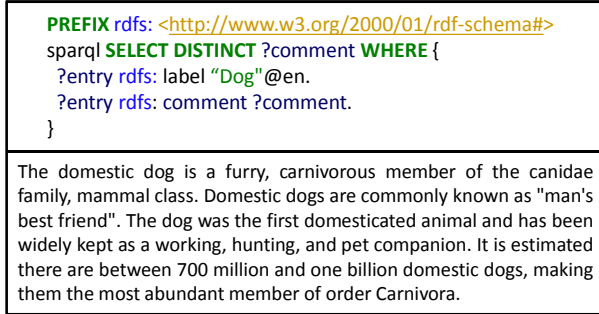 PREFIX rdfs: <http://www.w3.org/2000/01/rdf-schema#>
sparql SELECT DISTINCT ?comment WHERE {
?entry rdfs: label “Dog"@en.
?entry rdfs: comment ?comment.
}
The domestic dog is a furry, carnivorous member of the canidae
family, mammal class. Domestic dogs are commonly known as "man's
best friend". The dog was the first domesticated animal and has been
widely kept as a working, hunting, and pet companion. It is estimated
there are between 700 million and one billion domestic dogs, making
them the most abundant member of order Carnivora.